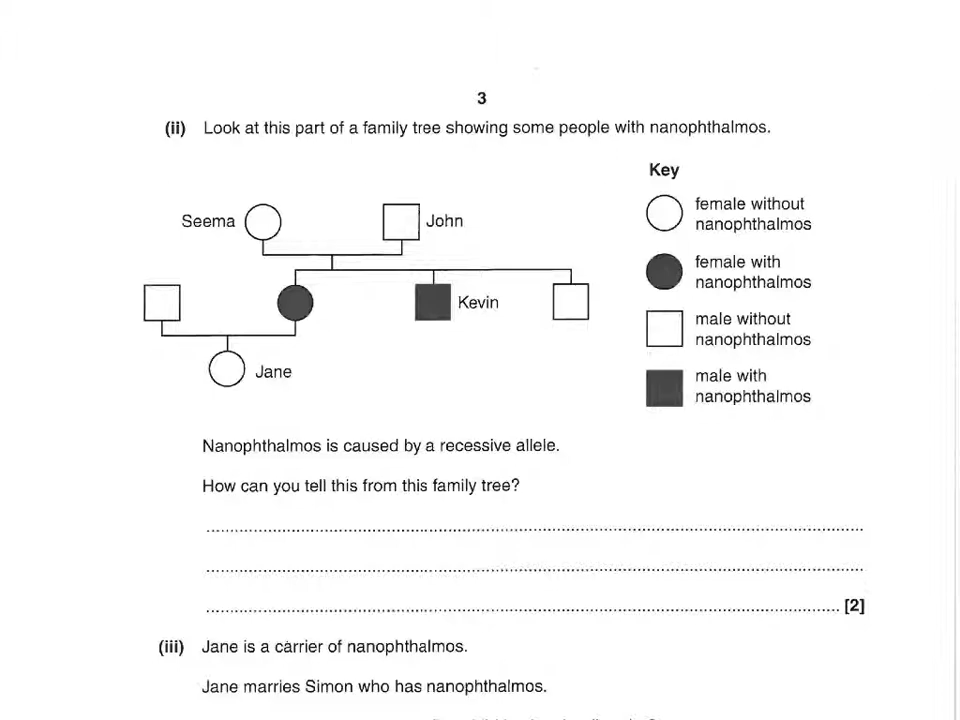 3
(ii) Look at this part of a family tree showing some people with nanophthalmos.
Key
Seema
John
female without
nanophthalmos
female with
nanophthalmos
Kevin
male without
nanophthalmos
Jane
male with
nanophthalmos
Nanophthalmos is caused by a recessive allele.
How can you tell this from this family tree?
[2]
(iii) Jane is a carrier of nanophthalmos.
Jane marries Simon who has nanophthalmos.